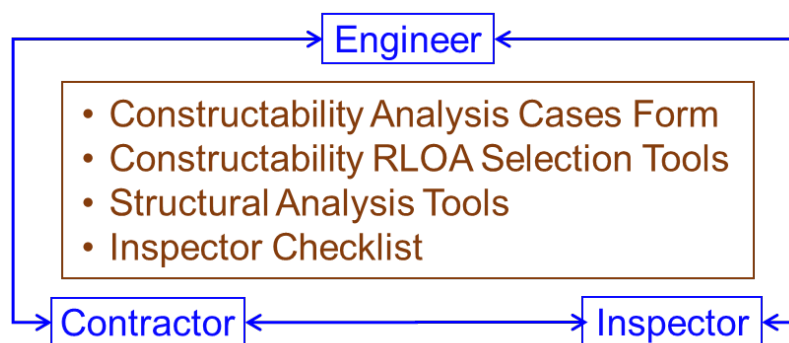 Engineer
• Constructability Analysis Cases Form
• Constructability RLOA Selection Tools
• Structural Analysis Tools
• Inspector Checklist
Contractor
Inspector